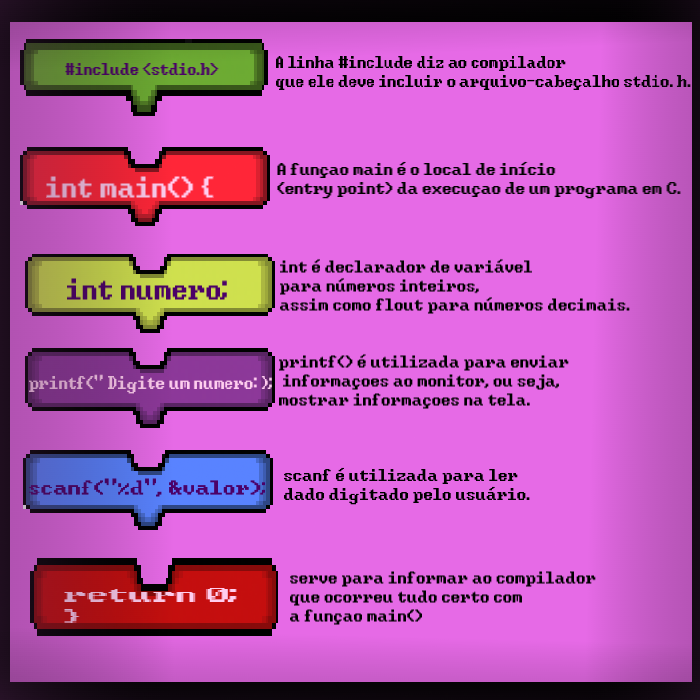 #include <stdio.h>
A linha #include diz ao compilador
que ele deve incluir o arquivo-cabeçalho stdio.h.
int main() {
A funçao main é o local de início
(entry point) da execuçao de um programa em C.
int numero;
int é declarador de variável
para números inteiros,
assim como flout para números decimais.
printf(" Digite um numero: );
printf() é utilizada para enviar
informaçoes ao monitor, ou seja,
mostrar informaçoes na tela.
scanf("%d", &valor);
scanf é utilizada para ler
dado digitado pelo usuário.
return 0;
}
serve para informar ao compilador
que ocorreu tudo certo com
a funçao main()